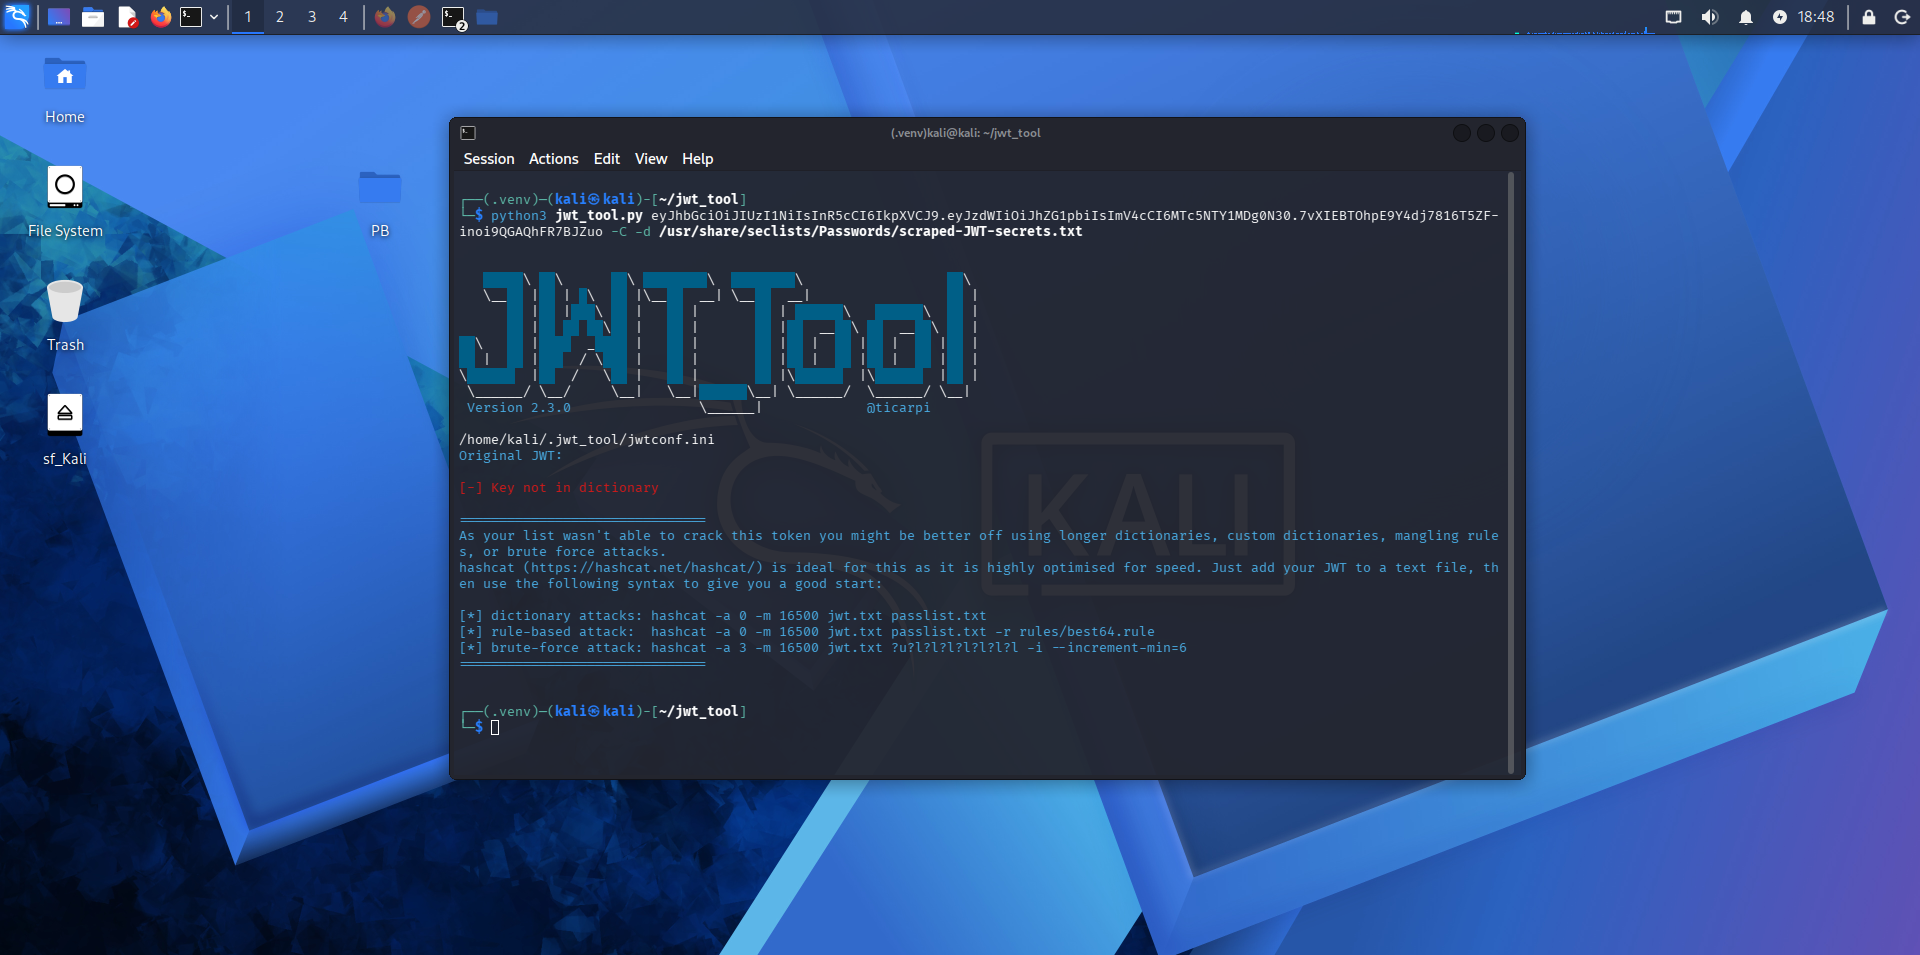 1 2 3 4
2
18:48
Home
File System
PB
Trash
sf_Kali
(.venv)kali@kali: ~/jwt_tool
Session Actions Edit View Help
┌──(.venv)─(kali㉿kali)-[~/jwt_tool]
└─$ python3 jwt_tool.py eyJhbGciOiJIUzI1NiIsInR5cCI6IkpXVCJ9.eyJzdWIiOiJhZG1pbiIsImV4cCI6MTc5NTY1MDg0N30.7vXIEBTOhpE9Y4dj7816T5ZF-
inoi9QGAQhFR7BJZuo -C -d /usr/share/seclists/Passwords/scraped-JWT-secrets.txt
JWT Tool
Version 2.3.0 @ticarpi
/home/kali/.jwt_tool/jwtconf.ini
Original JWT:
[-] Key not in dictionary
===============================
As your list wasn't able to crack this token you might be better off using longer dictionaries, custom dictionaries, mangling rule
s, or brute force attacks.
hashcat (https://hashcat.net/hashcat/) is ideal for this as it is highly optimised for speed. Just add your JWT to a text file, th
en use the following syntax to give you a good start:
[*] dictionary attacks: hashcat -a 0 -m 16500 jwt.txt passlist.txt
[*] rule-based attack:  hashcat -a 0 -m 16500 jwt.txt passlist.txt -r rules/best64.rule
[*] brute-force attack: hashcat -a 3 -m 16500 jwt.txt ?u?l?l?l?l?l?l?l -i --increment-min=6
===============================
┌──(.venv)─(kali㉿kali)-[~/jwt_tool]
└─$
KALI